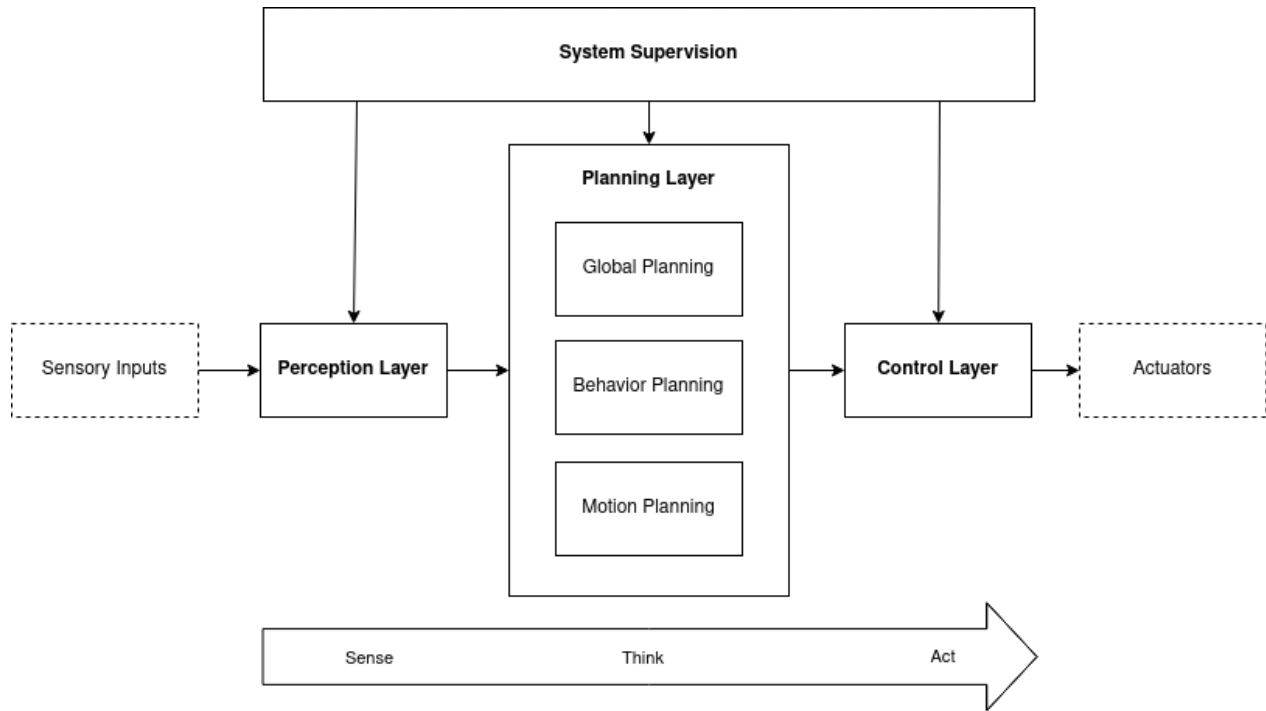 System Supervision
Planning Layer
Global Planning
Sensory Inputs
Perception Layer
Behavior Planning
Control Layer
Actuators
Motion Planning
Sense
Think
Act